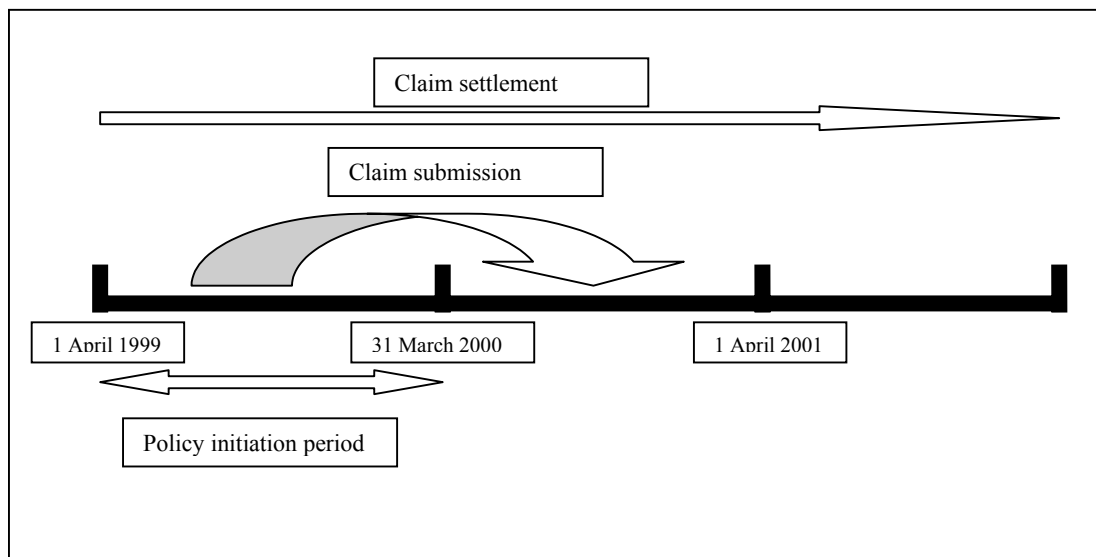 Claim settlement
Claim submission
1 April 1999
31 March 2000
1 April 2001
Policy initiation period